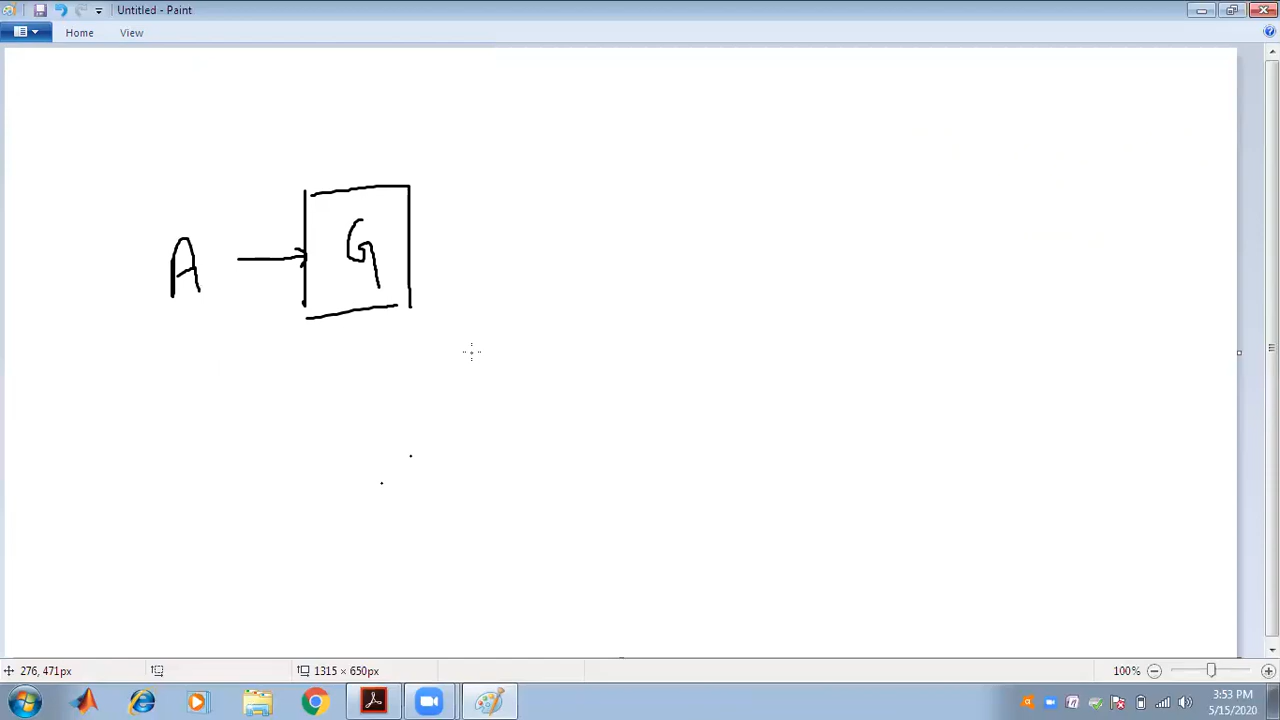 Untitled - Paint
Home View
A G
276, 471px 1315 × 650px 100%
3:53 PM
5/15/2020